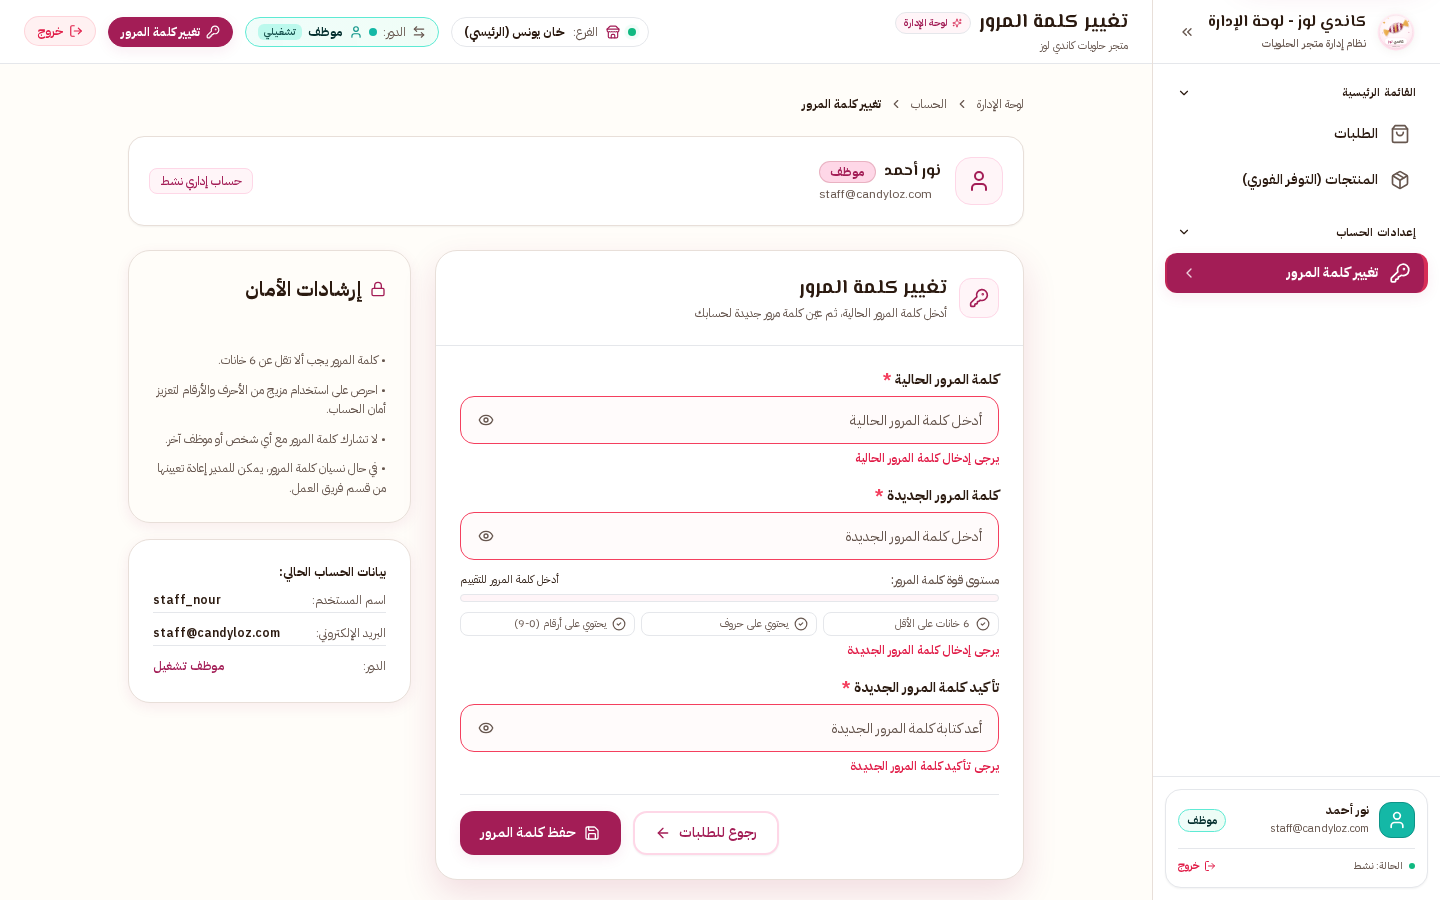 كاندي لوز - لوحة الإدارة
نظام إدارة متجر الحلويات
القائمة الرئيسية
الطلبات
المنتجات (التوفر الفوري)
إعدادات الحساب
تغيير كلمة المرور
نور أحمد
staff@candyloz.com
موظف
الحالة: نشط
خروج
تغيير كلمة المرور
لوحة الإدارة
متجر حلويات كاندي لوز
الفرع: خان يونس (الرئيسي)
الدور: موظف تشغيلي
تغيير كلمة المرور
خروج
لوحة الإدارة
الحساب
تغيير كلمة المرور
نور أحمد
موظف
staff@candyloz.com
حساب إداري نشط
تغيير كلمة المرور
أدخل كلمة المرور الحالية، ثم عيّن كلمة مرور جديدة لحسابك
كلمة المرور الحالية *
أدخل كلمة المرور الحالية
يرجى إدخال كلمة المرور الحالية
كلمة المرور الجديدة *
أدخل كلمة المرور الجديدة
مستوى قوة كلمة المرور:
أدخل كلمة المرور للتقييم
6 خانات على الأقل
يحتوي على حروف
يحتوي على أرقام (0-9)
يرجى إدخال كلمة المرور الجديدة
تأكيد كلمة المرور الجديدة *
أعد كتابة كلمة المرور الجديدة
يرجى تأكيد كلمة المرور الجديدة
رجوع للطلبات
حفظ كلمة المرور
إرشادات الأمان
• كلمة المرور يجب ألا تقل عن 6 خانات.
• احرص على استخدام مزيج من الأحرف والأرقام لتعزيز
أمان الحساب.
• لا تشارك كلمة المرور مع أي شخص أو موظف آخر.
• في حال نسيان كلمة المرور، يمكن للمدير إعادة تعيينها
من قسم فريق العمل.
بيانات الحساب الحالي:
اسم المستخدم: staff_nour
البريد الإلكتروني: staff@candyloz.com
الدور: موظف تشغيل